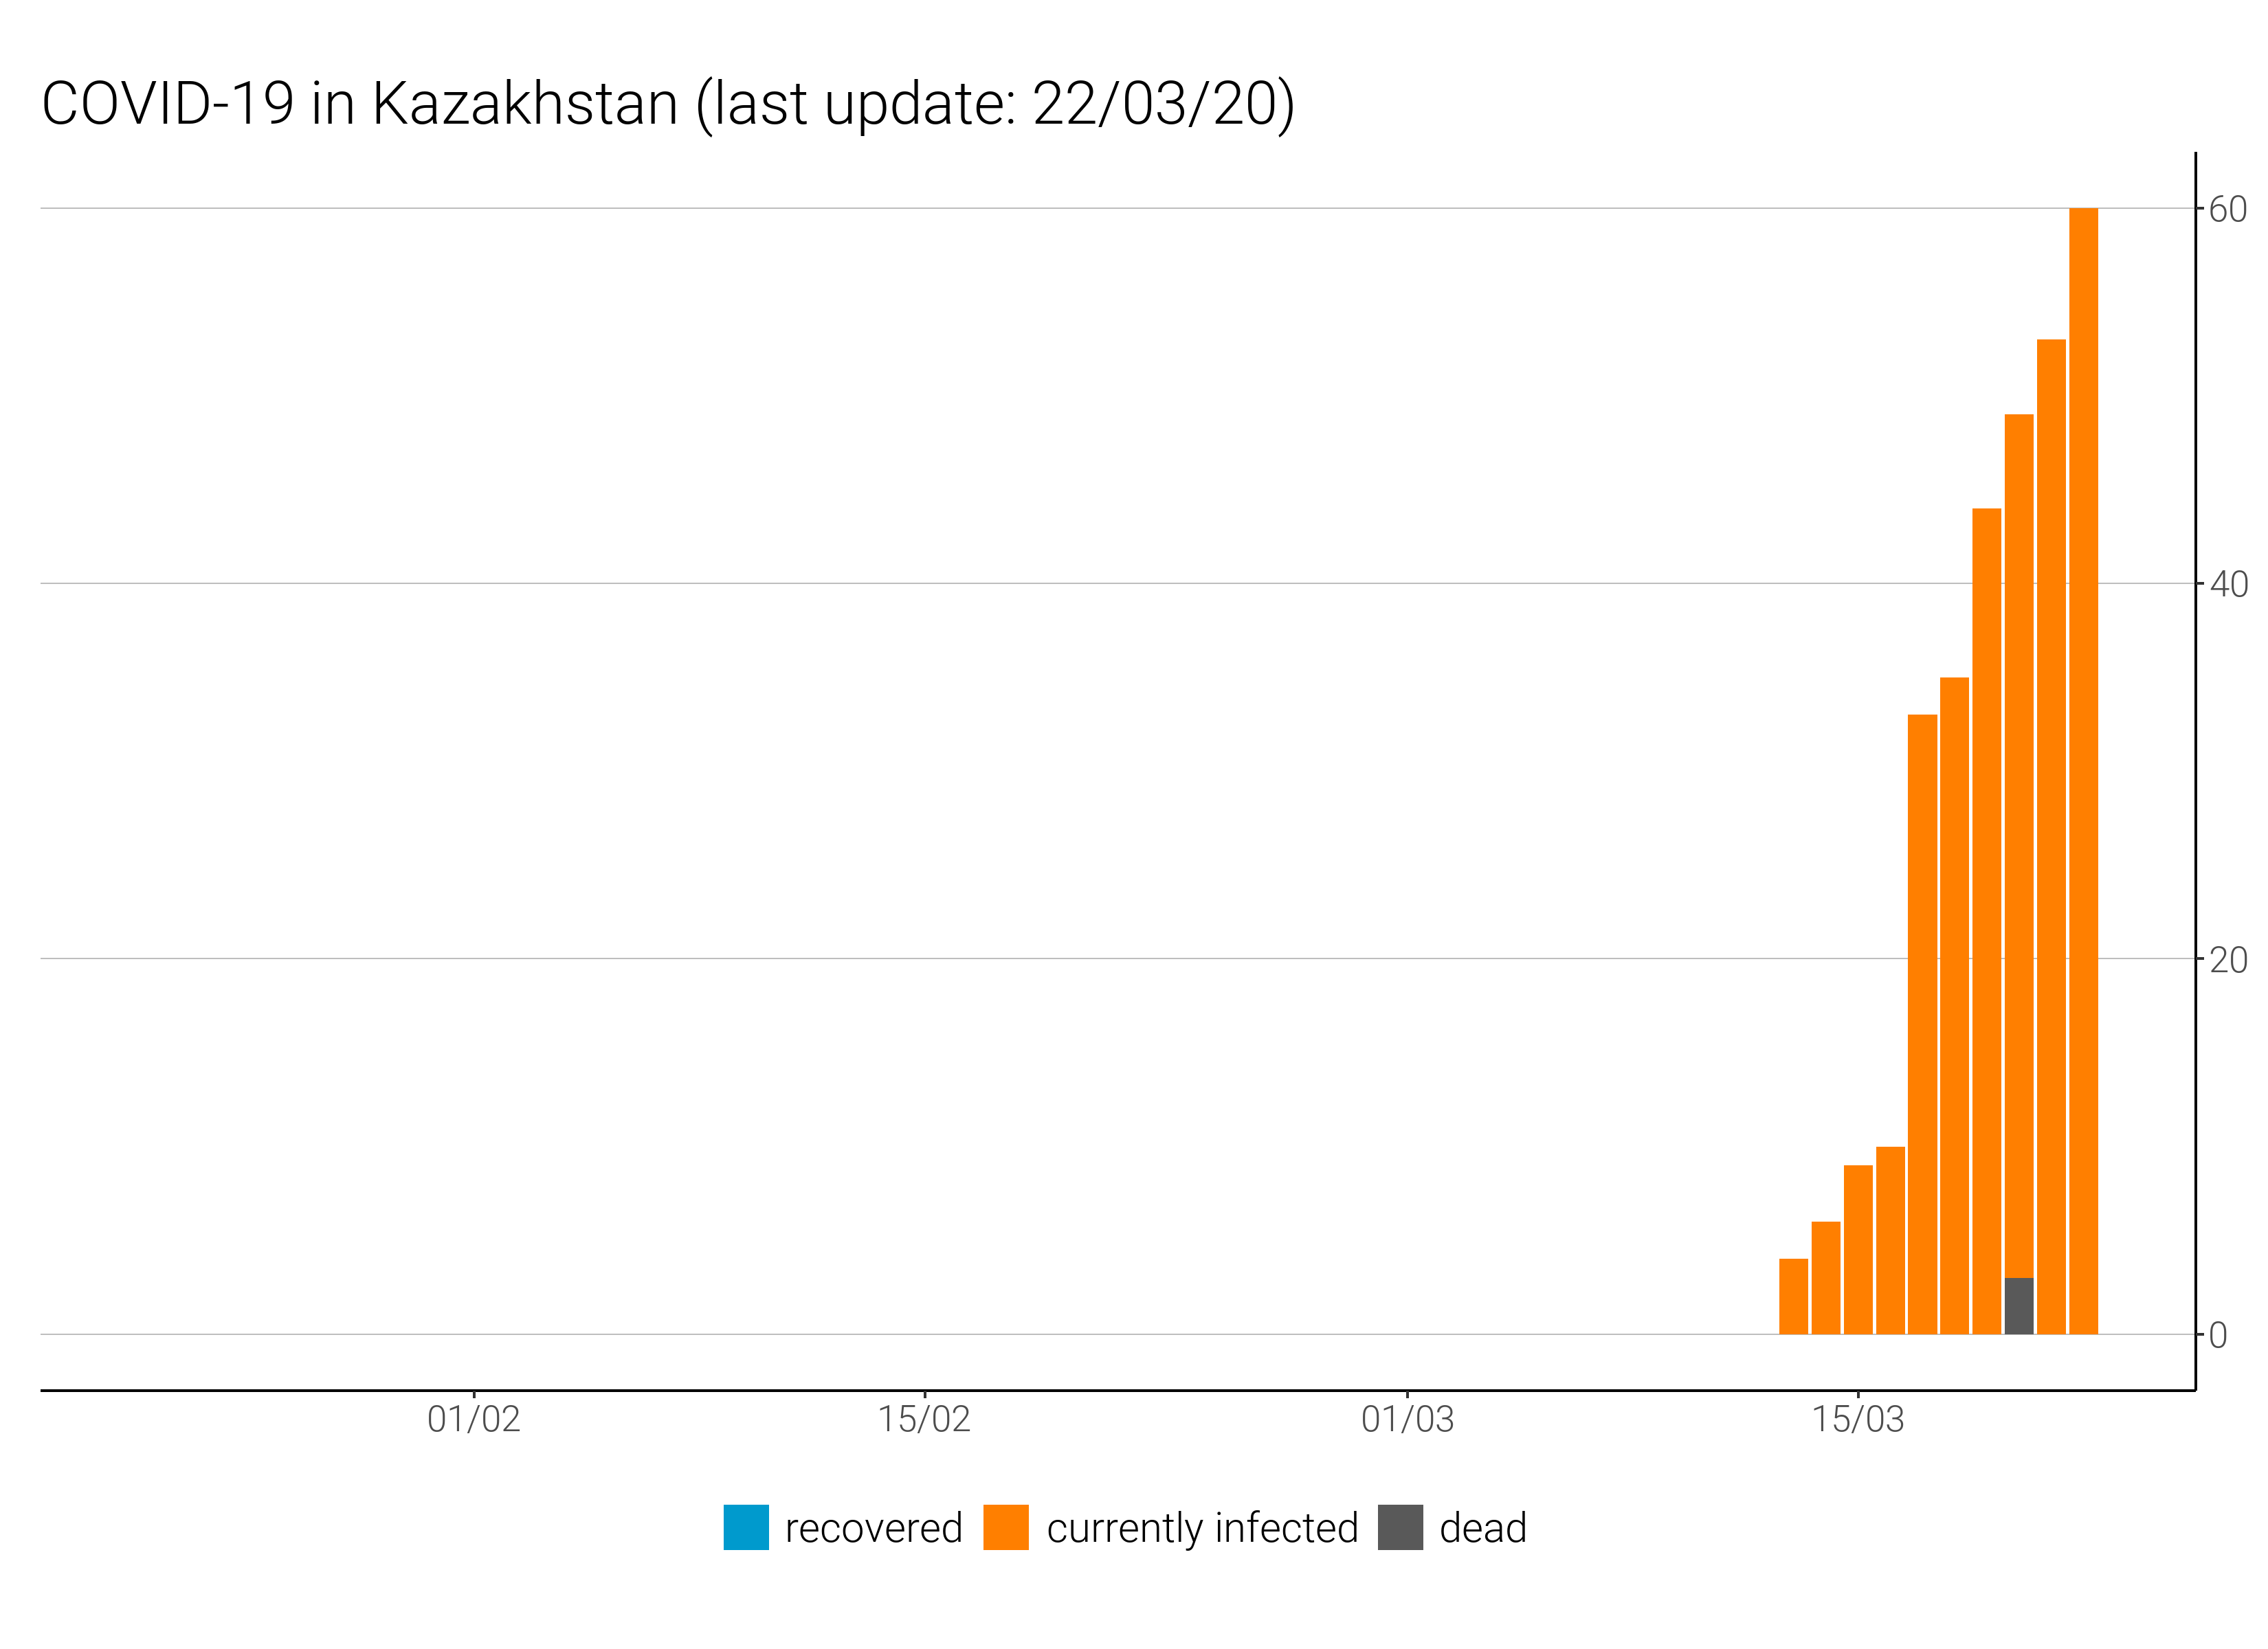 COVID-19 in Kazakhstan (last update: 22/03/20)
60
40
20
0
01/02 15/02 01/03 15/03
recovered currently infected dead